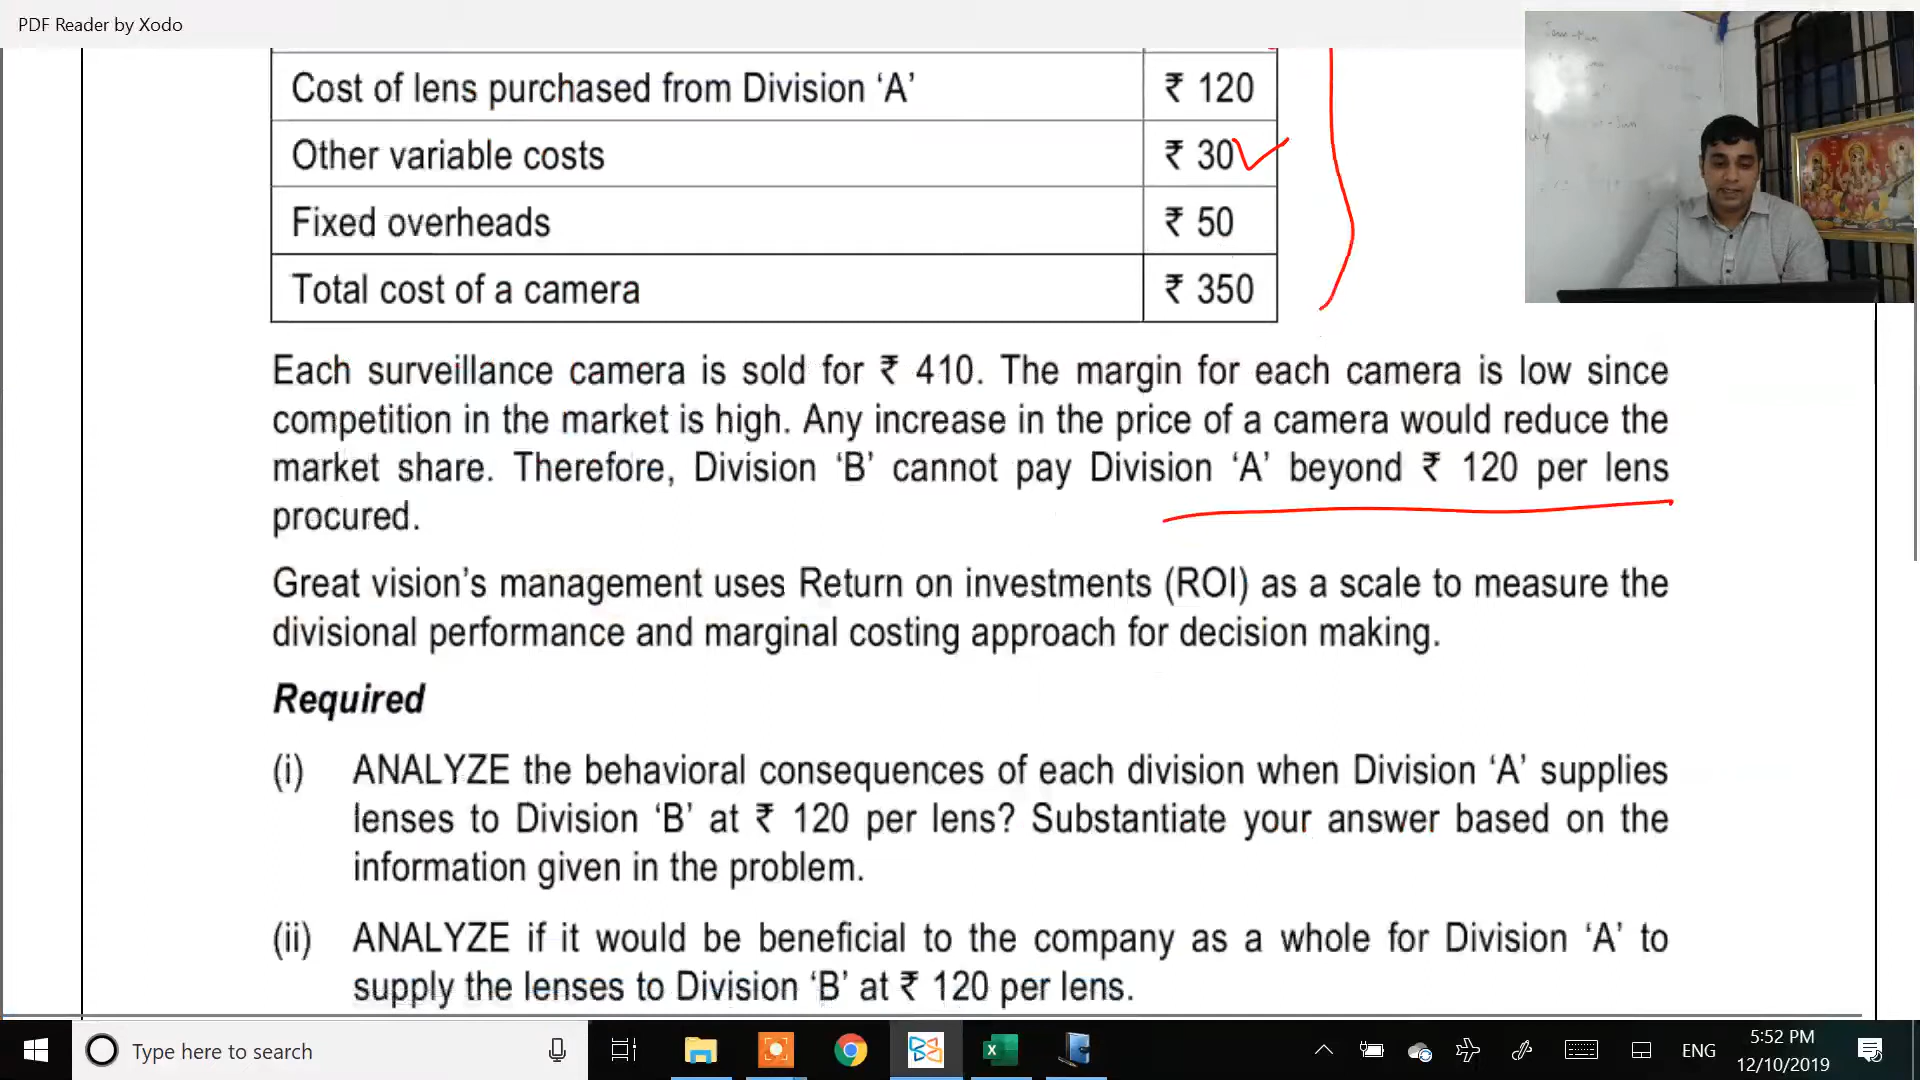 PDF Reader by Xodo
Cost of lens purchased from Division ‘A’ ₹ 120
Other variable costs ₹ 30
Fixed overheads ₹ 50
Total cost of a camera ₹ 350
Each surveillance camera is sold for ₹ 410. The margin for each camera is low since
competition in the market is high. Any increase in the price of a camera would reduce the
market share. Therefore, Division ‘B’ cannot pay Division ‘A’ beyond ₹ 120 per lens
procured.
Great vision’s management uses Return on investments (ROI) as a scale to measure the
divisional performance and marginal costing approach for decision making.
Required
(i) ANALYZE the behavioral consequences of each division when Division ‘A’ supplies
lenses to Division ‘B’ at ₹ 120 per lens? Substantiate your answer based on the
information given in the problem.
(ii) ANALYZE if it would be beneficial to the company as a whole for Division ‘A’ to
supply the lenses to Division ‘B’ at ₹ 120 per lens.
Type here to search
ENG
5:52 PM
12/10/2019